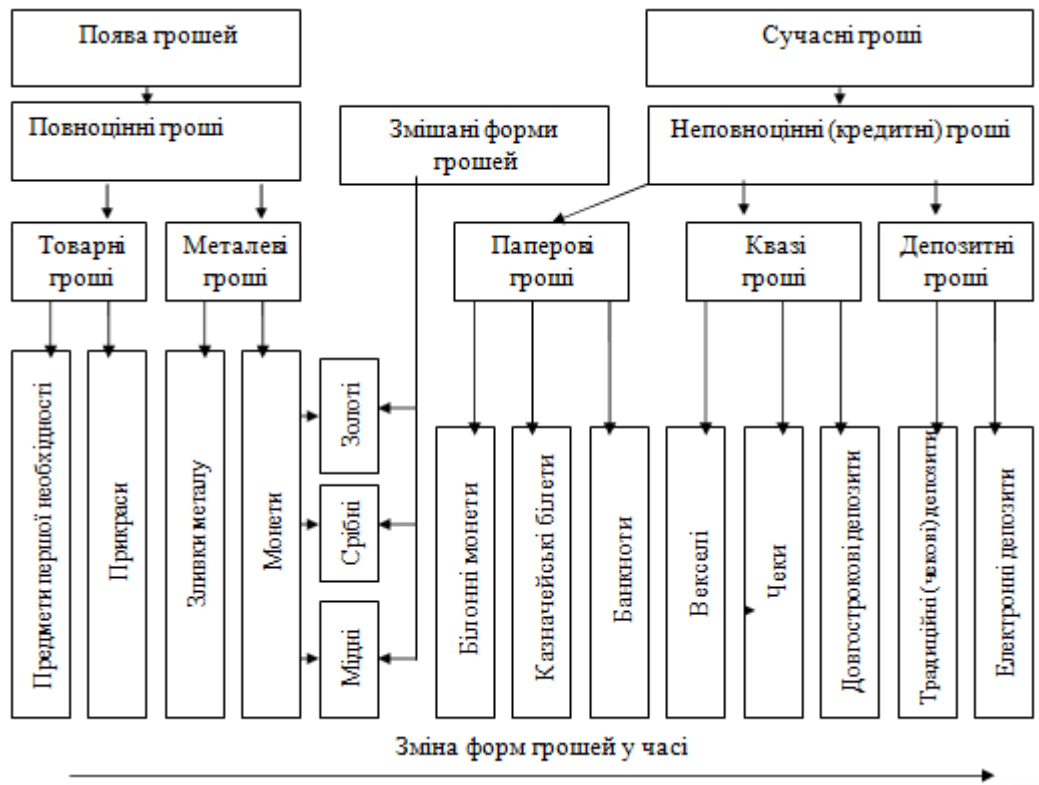 Поява грошей
Сучасні гроші
Повноцінні гроші
Змішані форми
грошей
Неповноцінні (кредитні) гроші
Товарні
гроші
Металеві
гроші
Паперові
гроші
Квазі
гроші
Депозитні
гроші
Предмети першої необхідності
Прикраси
Зливки металу
Монети
Золоті
Срібні
Мідні
Білонні монети
Казначейські білети
Банкноти
Векселі
Чеки
Довгострокові депозити
Традиційні (чекові) депозити
Електронні депозити
Зміна форм грошей у часі